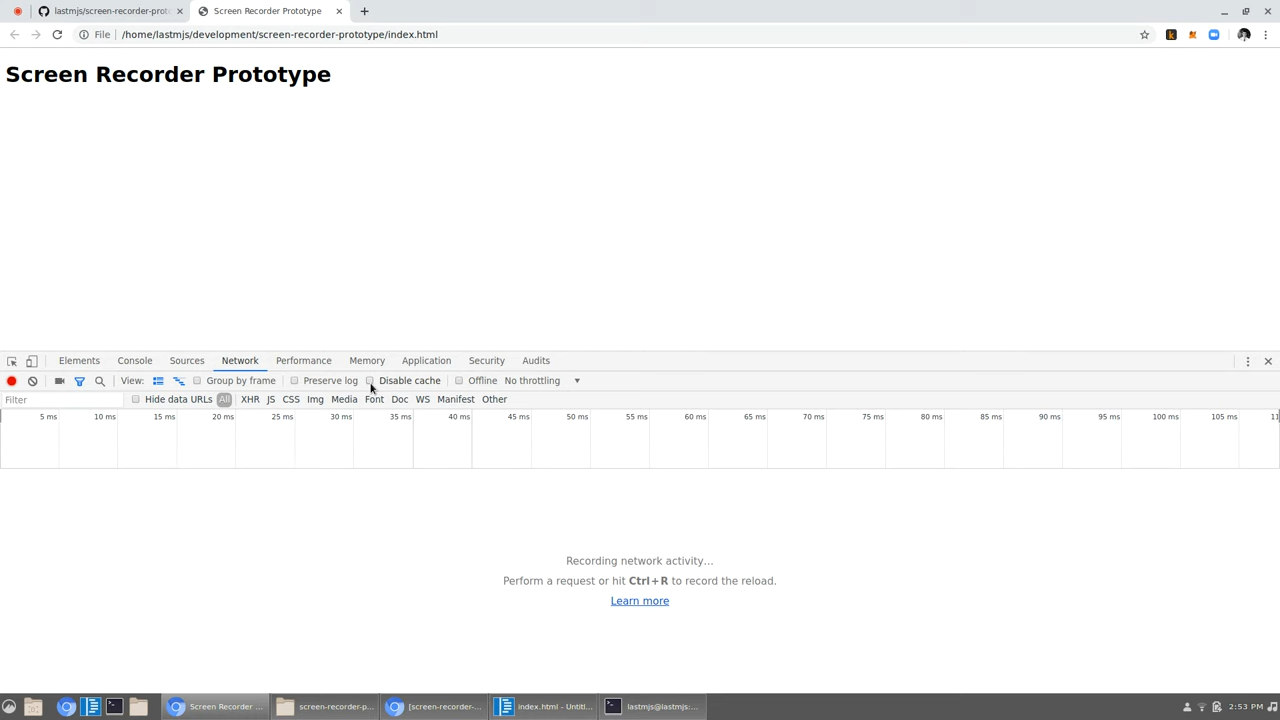 lastmjs/screen-recorder-prot
Screen Recorder Prototype
File
/home/lastmjs/development/screen-recorder-prototype/index.html
Screen Recorder Prototype
Elements Console Sources Network Performance Memory Application Security Audits
View: Group by frame Preserve log Disable cache Offline No throttling
Filter Hide data URLs All XHR JS CSS Img Media Font Doc WS Manifest Other
5 ms 10 ms 15 ms 20 ms 25 ms 30 ms 35 ms 40 ms 45 ms 50 ms 55 ms 60 ms 65 ms 70 ms 75 ms 80 ms 85 ms 90 ms 95 ms 100 ms 105 ms 11
Recording network activity...
Perform a request or hit Ctrl+R to record the reload.
Learn more
Screen Recorder ... screen-recorder-p... [screen-recorder-... index.html - Untitl... lastmjs@lastmjs:... 2:53 PM